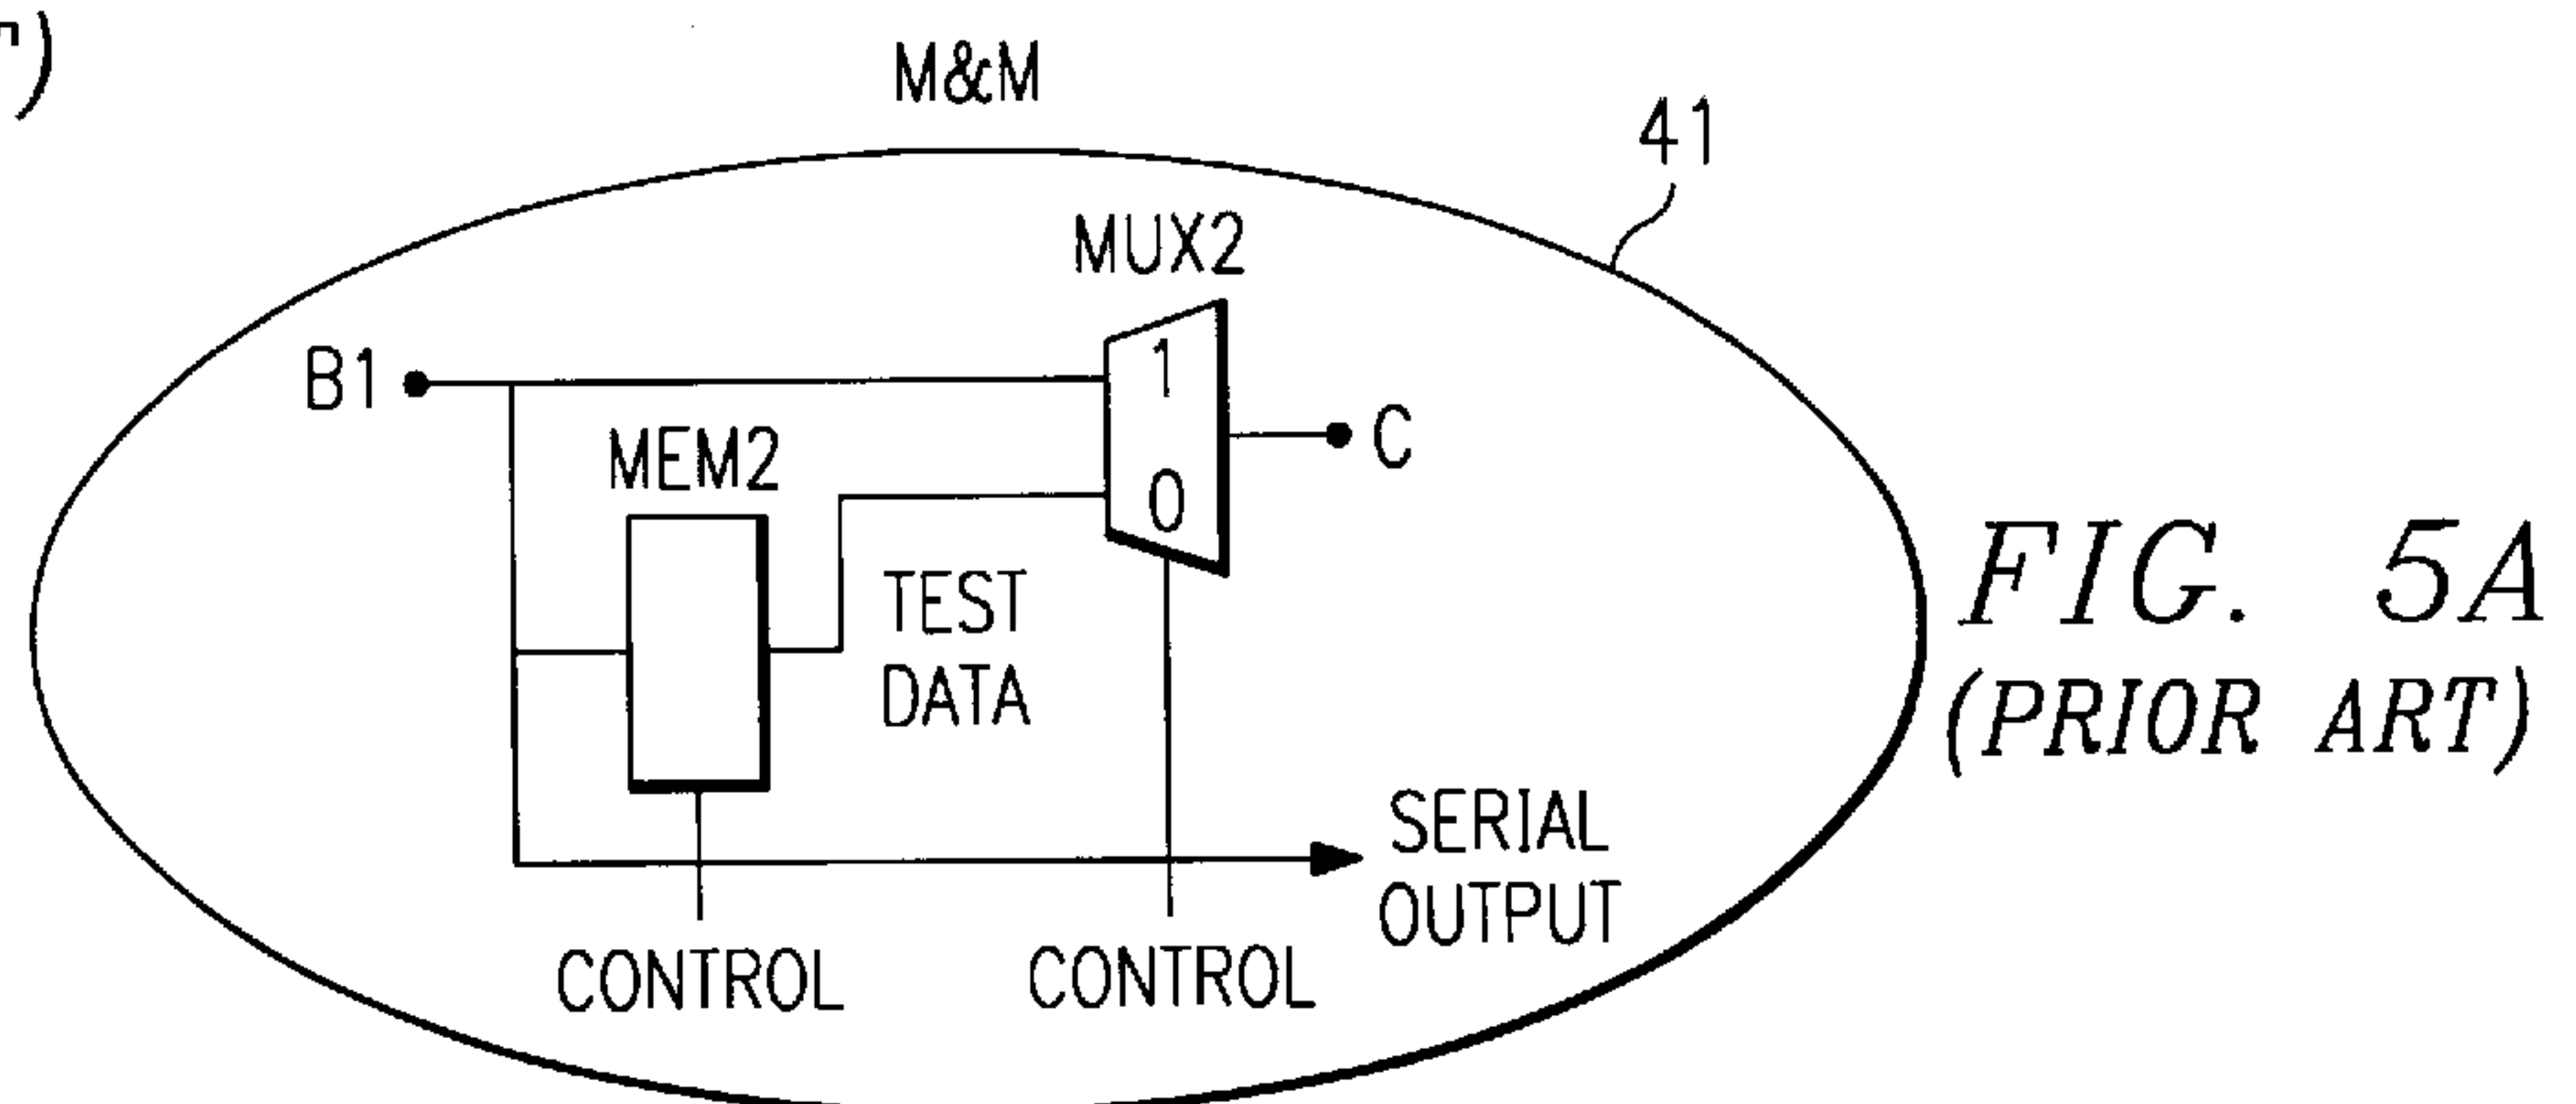 M&M
41
MUX2
B1
1
C
MEM2
0
TEST
DATA
SERIAL
OUTPUT
CONTROL
CONTROL
FIG. 5A
(PRIOR ART)